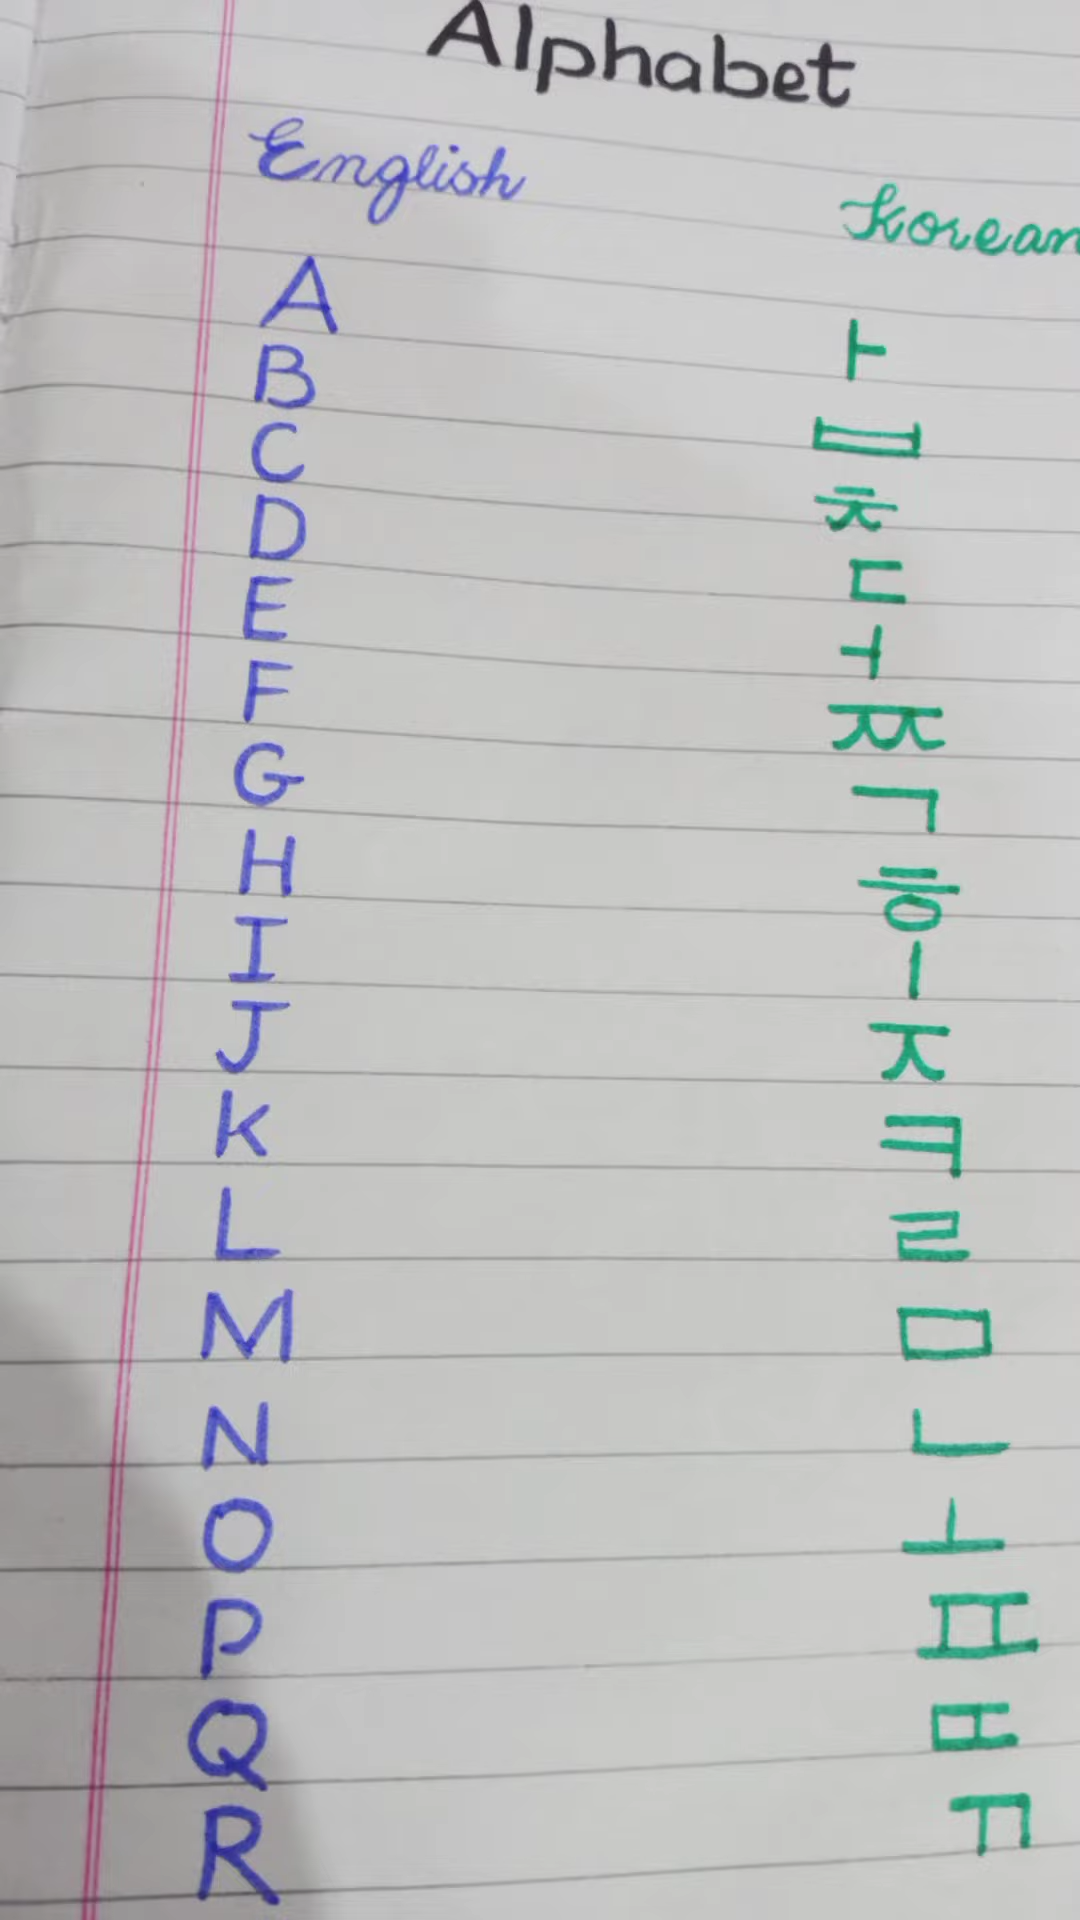 Alphabet
English Korean
A ㅏ
B ㅂ
C ㅊ
D ㄷ
E ㅓ
F ㅉ
G ㄱ
H ㅎ
I ㅣ
J ㅈ
K ㅋ
L ㄹ
M ㅁ
N ㄴ
O ㅗ
P ㅍ
Q ㅌ
R